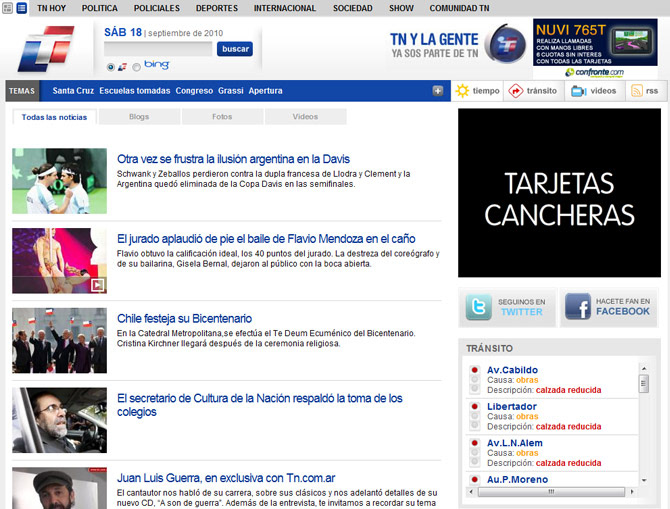 TN HOY POLITICA POLICIALES DEPORTES INTERNACIONAL SOCIEDAD SHOW COMUNIDAD TN
SÁB 18 | septiembre de 2010
buscar
bing
TN Y LA GENTE
YA SOS PARTE DE TN
NUVI 765T
REALIZA LLAMADAS
CON MANOS LIBRES
6 CUOTAS SIN INTERES
CON TODAS LAS TARJETAS
confronte.com
TEMAS Santa Cruz Escuelas tomadas Congreso Grassi Apertura
tiempo tránsito videos rss
Todas las noticias Blogs Fotos Videos
Otra vez se frustra la ilusión argentina en la Davis
Schwank y Zeballos perdieron contra la dupla francesa de Llodra y Clement y la
Argentina quedó eliminada de la Copa Davis en las semifinales.
El jurado aplaudió de pie el baile de Flavio Mendoza en el caño
Flavio obtuvo la calificación ideal, los 40 puntos del jurado. La destreza del coreógrafo y
de su bailarina, Gisela Bernal, dejaron al público con la boca abierta.
Chile festeja su Bicentenario
En la Catedral Metropolitana,se efectúa el Te Deum Ecuménico del Bicentenario.
Cristina Kirchner llegará después de la ceremonia religiosa.
El secretario de Cultura de la Nación respaldó la toma de los
colegios
Juan Luis Guerra, en exclusiva con Tn.com.ar
El cantautor nos habló de su carrera, sobre sus clásicos y nos adelantó detalles de su
nuevo CD, "A son de guerra". Además de la entrevista, te invitamos a recordar su tema
TARJETAS
CANCHERAS
SEGUINOS EN
TWITTER
HACETE FAN EN
FACEBOOK
TRÁNSITO
Av.Cabildo
Causa: obras
Descripción: calzada reducida
Libertador
Causa: obras
Descripción: calzada reducida
Av.L.N.Alem
Causa: obras
Descripción: calzada reducida
Au.P.Moreno